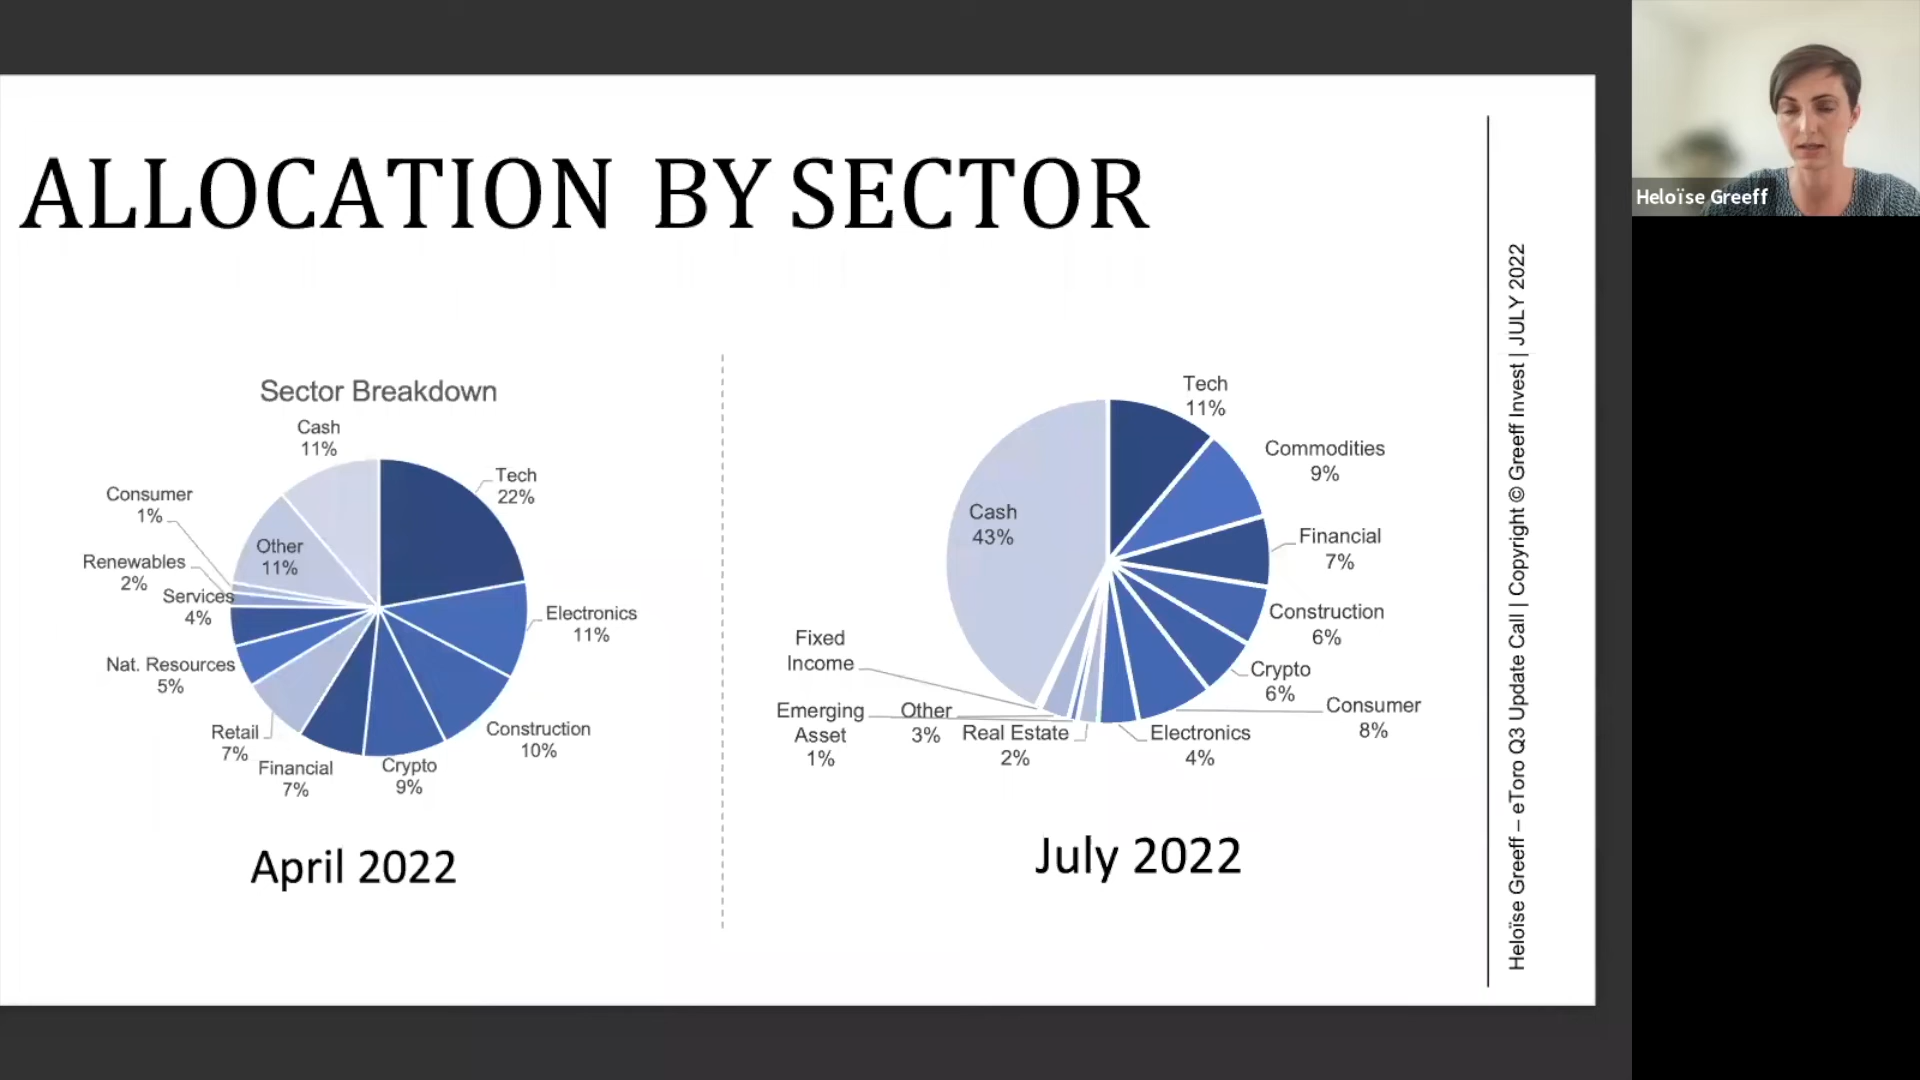 ALLOCATION BY SECTOR
Sector Breakdown
Cash
11%
Tech
22%
Electronics
11%
Construction
10%
Crypto
9%
Financial
7%
Retail
7%
Nat. Resources
5%
Services
4%
Renewables
2%
Consumer
1%
Other
11%
April 2022
Tech
11%
Commodities
9%
Financial
7%
Construction
6%
Crypto
6%
Consumer
8%
Electronics
4%
Real Estate
2%
Other
3%
Emerging
Asset
1%
Fixed
Income
Cash
43%
July 2022
Heloïse Greeff – eToro Q3 Update Call | Copyright © Greeff Invest | JULY 2022
Heloïse Greeff